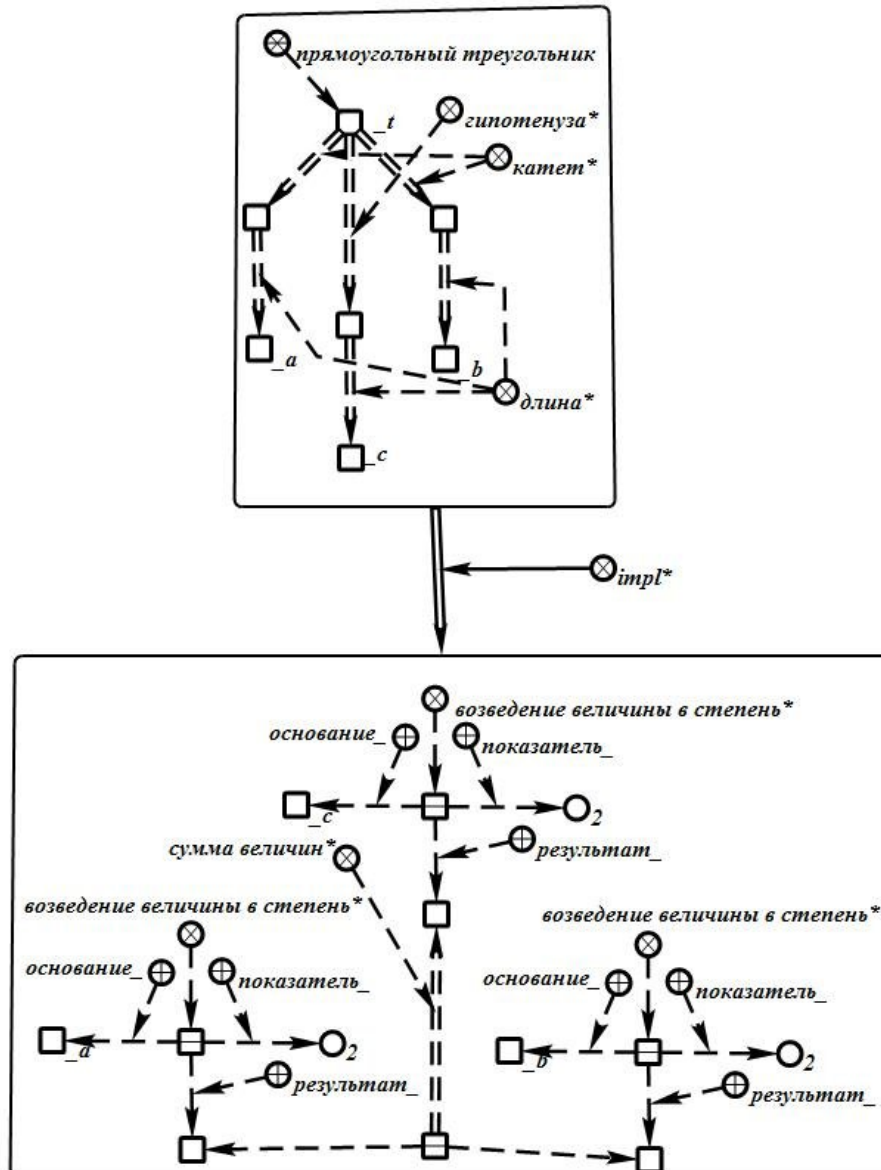 прямоугольный треугольник
_t
гипотенуза*
катет*
_a
_b
длина*
_c
impl*
возведение величины в степень*
основание_
показатель_
_c
2
сумма величин*
результат_
возведение величины в степень*
возведение величины в степень*
основание_
показатель_
основание_
показатель_
_a
2
_b
2
результат_
результат_